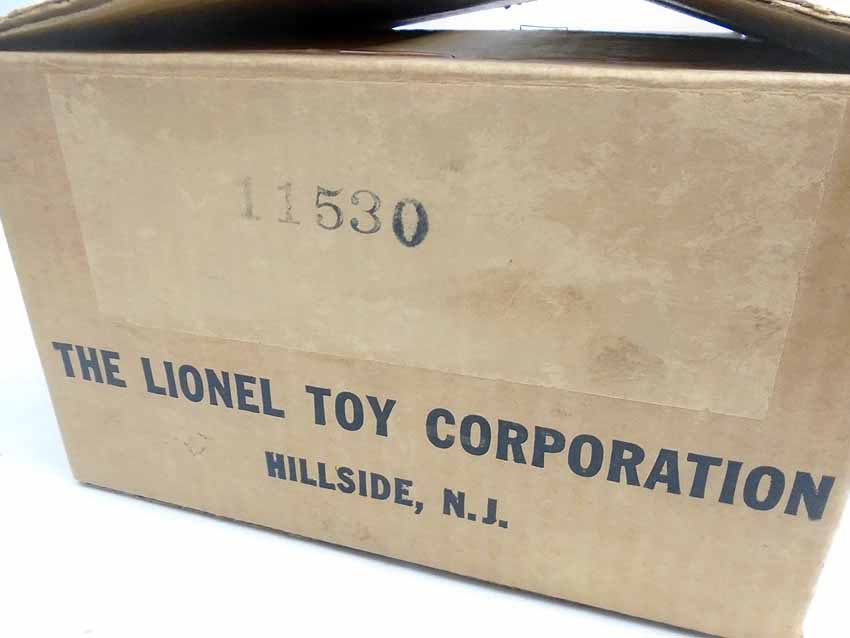 11530
THE LIONEL TOY CORPORATION
HILLSIDE, N.J.